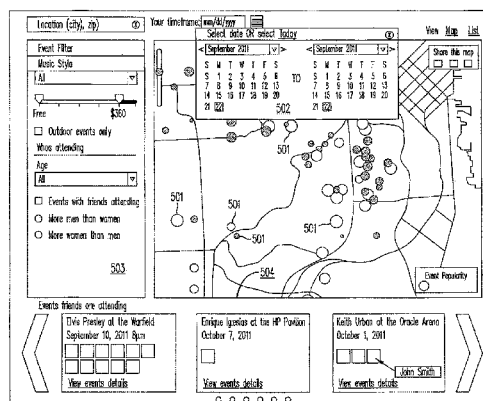 Location (city), zip)
Your timeframe: mm/dd/yyyy
View Map List
Select date OR select Today
Event Filter
Music Style
All
Free $360
Outdoor events only
Whos attending
Age
All
Events with friends attending
More men than women
More women than men
503
< September 2011 >
S M T W T F S
S 1 2 3 4 5 6
7 8 9 10 11 12 13
14 15 16 17 18 19 20
21 22
TO
< September 2011 >
S M T W T F S
S 1 2 3 4 5 6
7 8 9 10 11 12 13
14 15 16 17 18 19 20
21 22
502
Share this map
501
501
501
501
501
504
Event Popularity
Events friends are attending
Elvis Presley at the Warfield
September 10, 2011 8pm
View events details
Enrique Iglesias at the HP Pavilion
October 7, 2011
View events details
Keith Urban at the Oracle Arena
October 1, 2011
John Smith
View events details